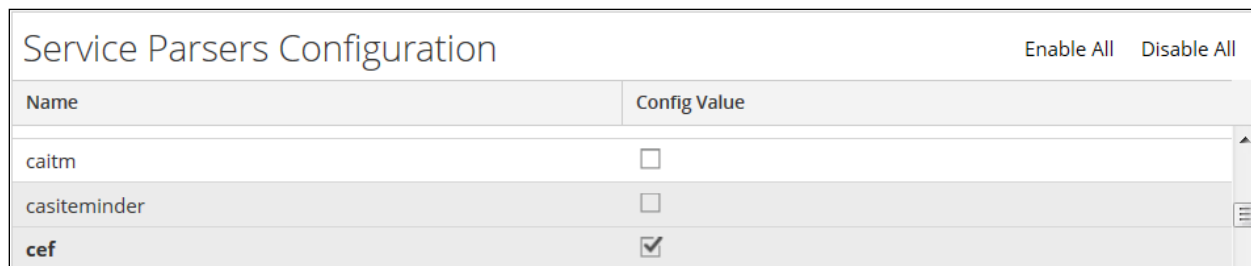 Service Parsers Configuration Enable All Disable All
Name Config Value
caitm
casiteminder
cef